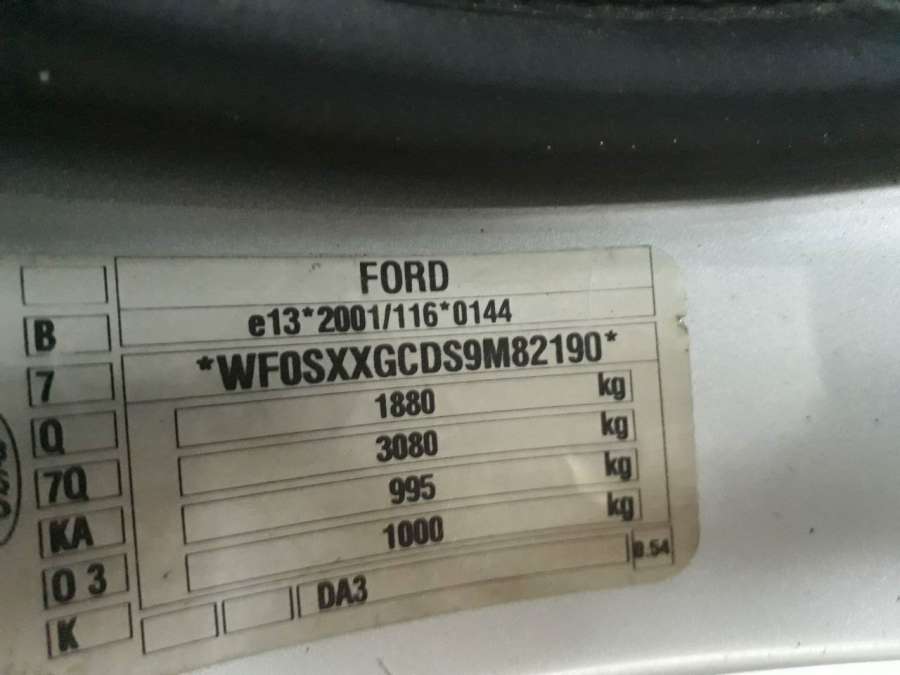 FORD
B e13*2001/116*0144
7 *WF0SXXGCDS9M82190*
Q 1880 kg
7Q 3080 kg
KA 995 kg
O 3 1000 kg
K DA3 0.54